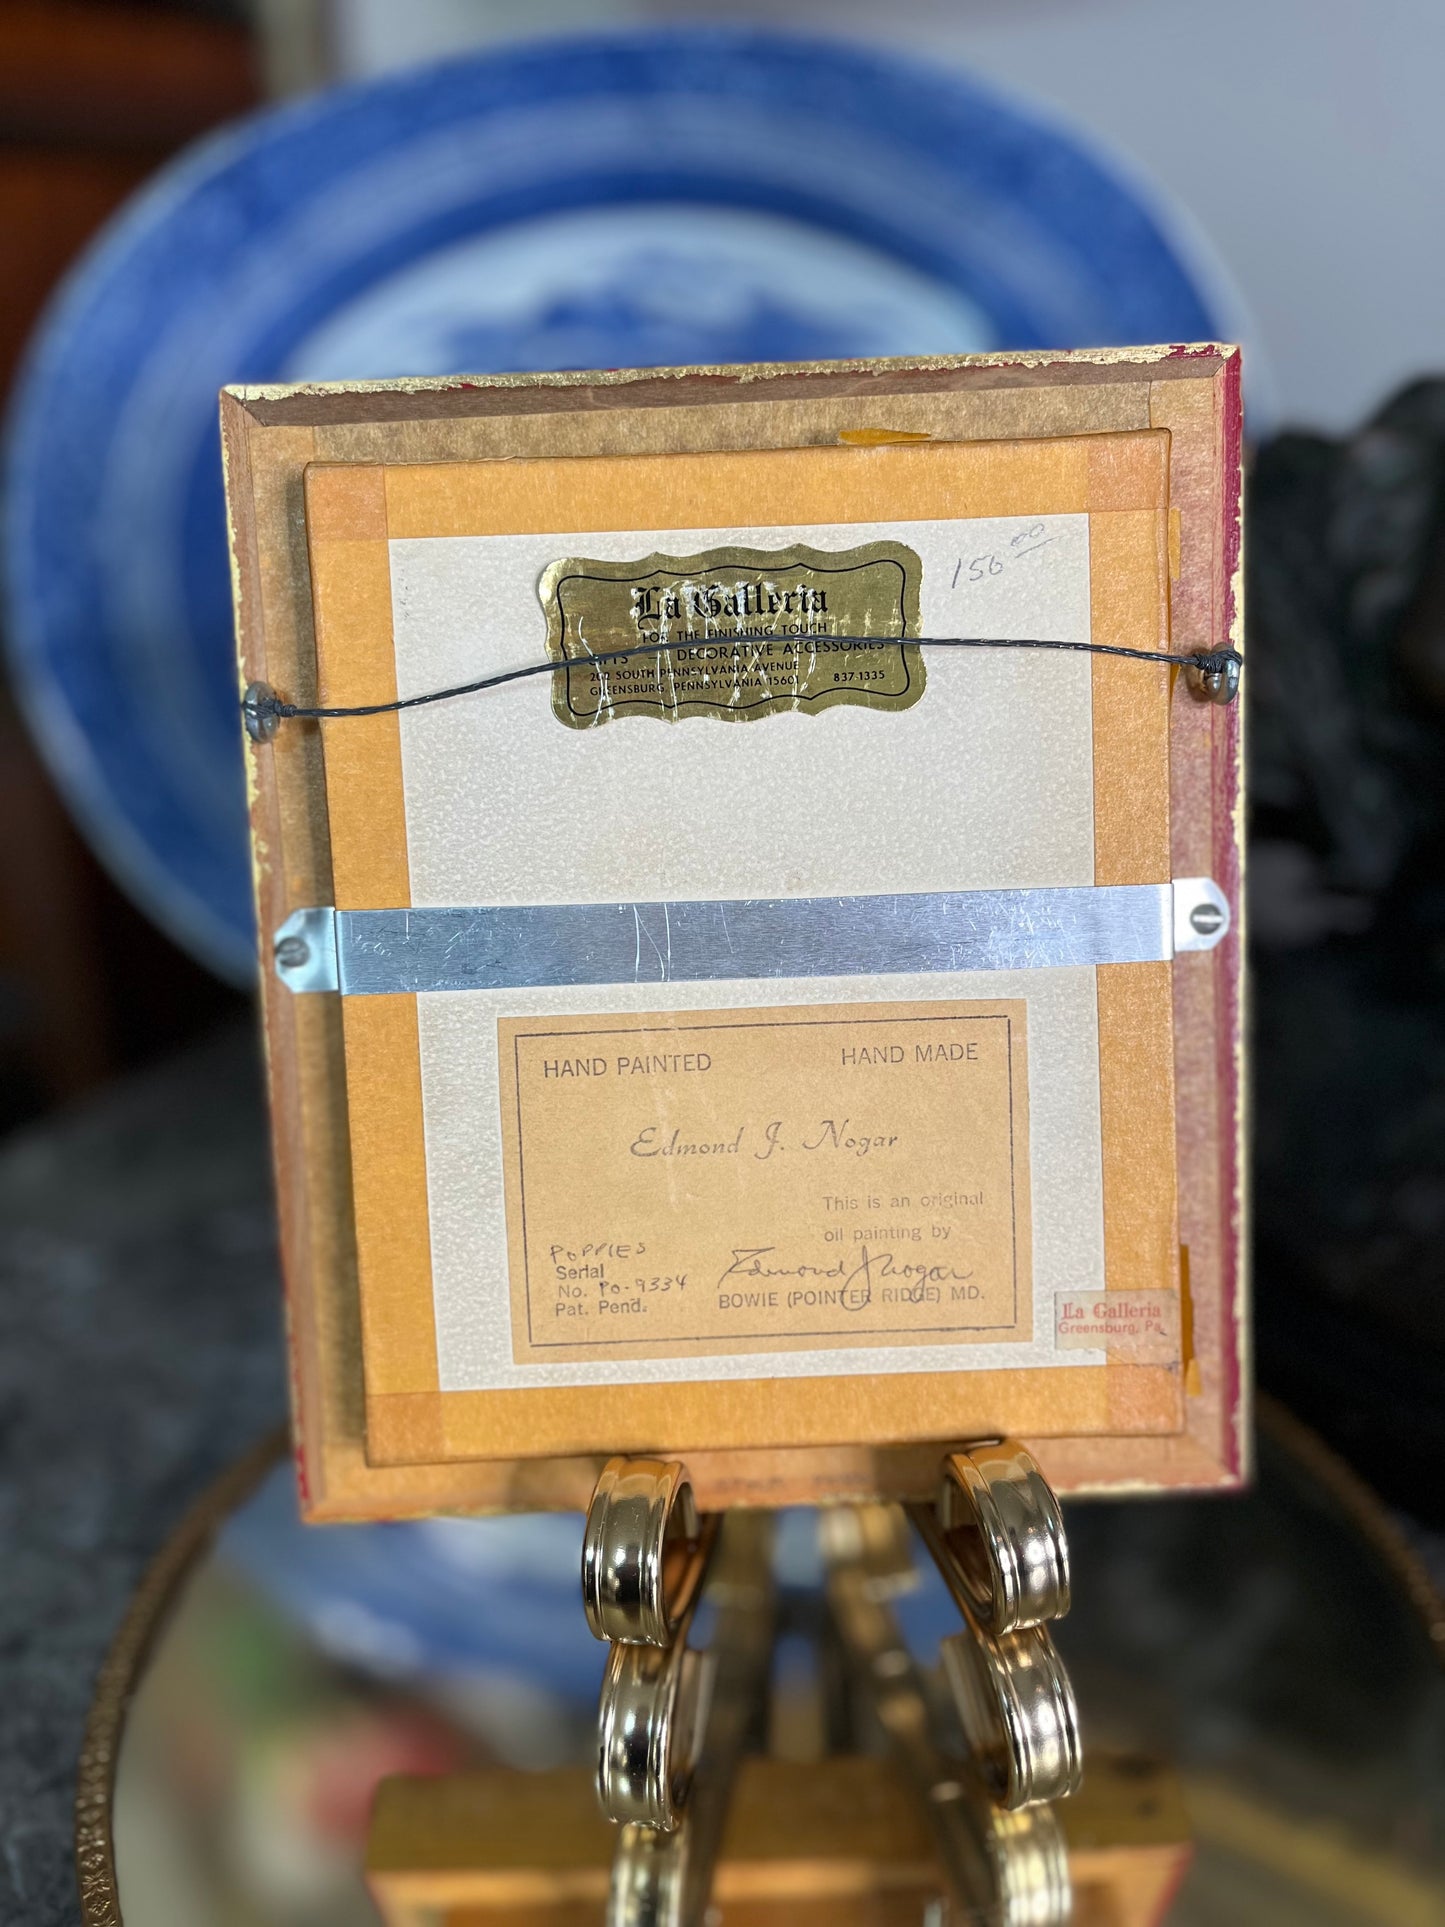 150 00
La Galleria
FOR THE FINISHING TOUCH
GIFTS DECORATIVE ACCESSORIES
202 SOUTH PENNSYLVANIA AVENUE
GREENSBURG, PENNSYLVANIA 15601 837-1335
HAND PAINTED HAND MADE
Edmond J. Nogar
This is an original
oil painting by
POPPIES
Serial
No. PO-9334
Pat. Pend.
Edmond J Nogar
BOWIE (POINTER RIDGE) MD.
La Galleria
Greensburg, Pa.